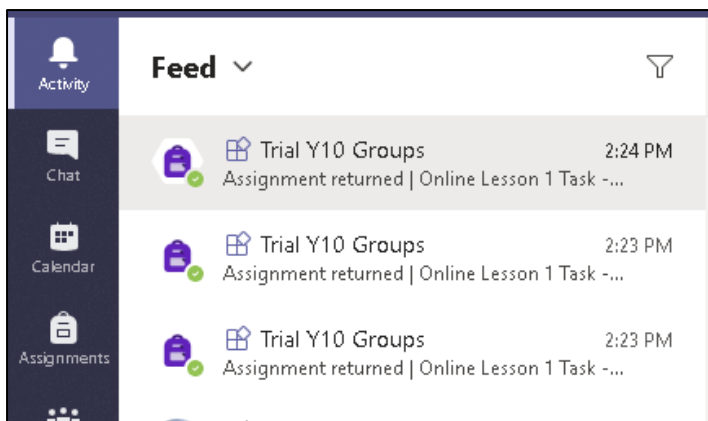 Activity
Chat
Calendar
Assignments
Feed
Trial Y10 Groups 2:24 PM
Assignment returned | Online Lesson 1 Task -...
Trial Y10 Groups 2:23 PM
Assignment returned | Online Lesson 1 Task -...
Trial Y10 Groups 2:23 PM
Assignment returned | Online Lesson 1 Task -...